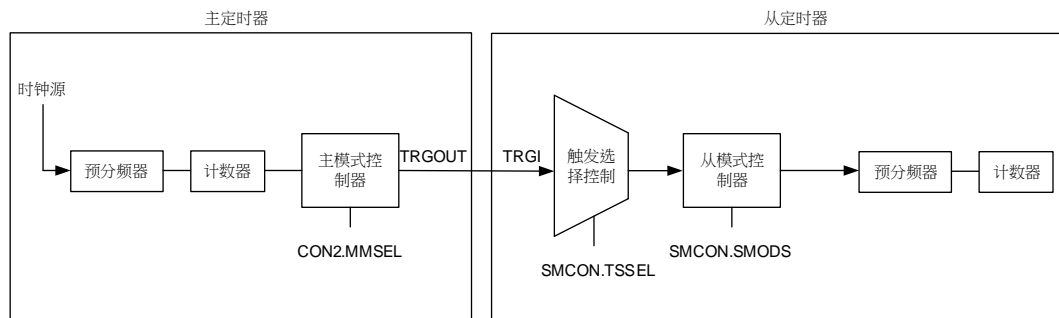 主定时器
从定时器
时钟源
预分频器
计数器
主模式控
制器
TRGOUT
TRGI
触发选
择控制
从模式控
制器
预分频器
计数器
CON2.MMSEL
SMCON.TSSEL
SMCON.SMODS